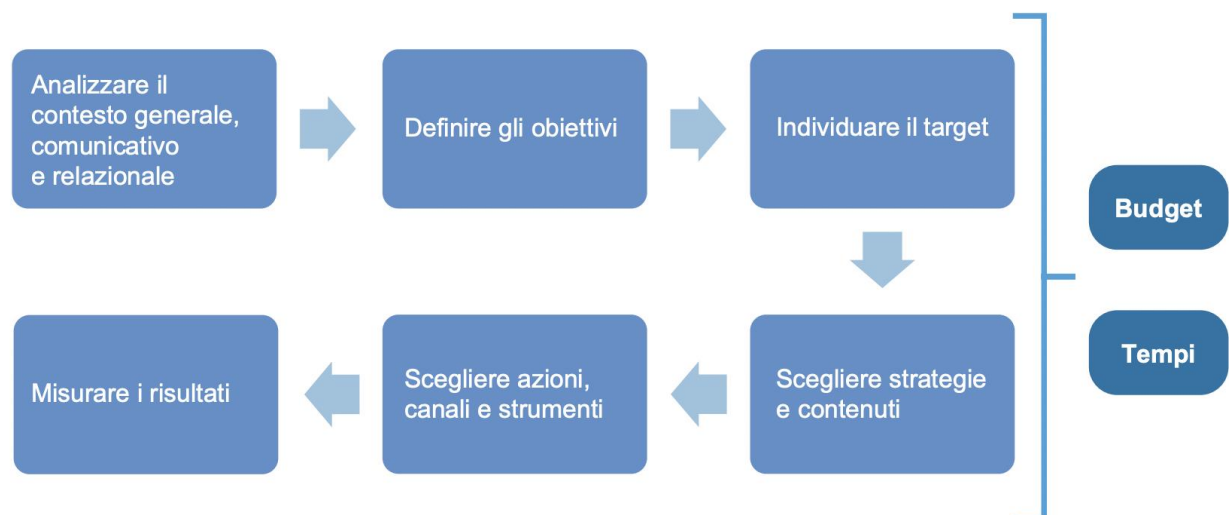 Analizzare il
contesto generale,
comunicativo
e relazionale
Definire gli obiettivi
Individuare il target
Budget
Tempi
Misurare i risultati
Scegliere azioni,
canali e strumenti
Scegliere strategie
e contenuti